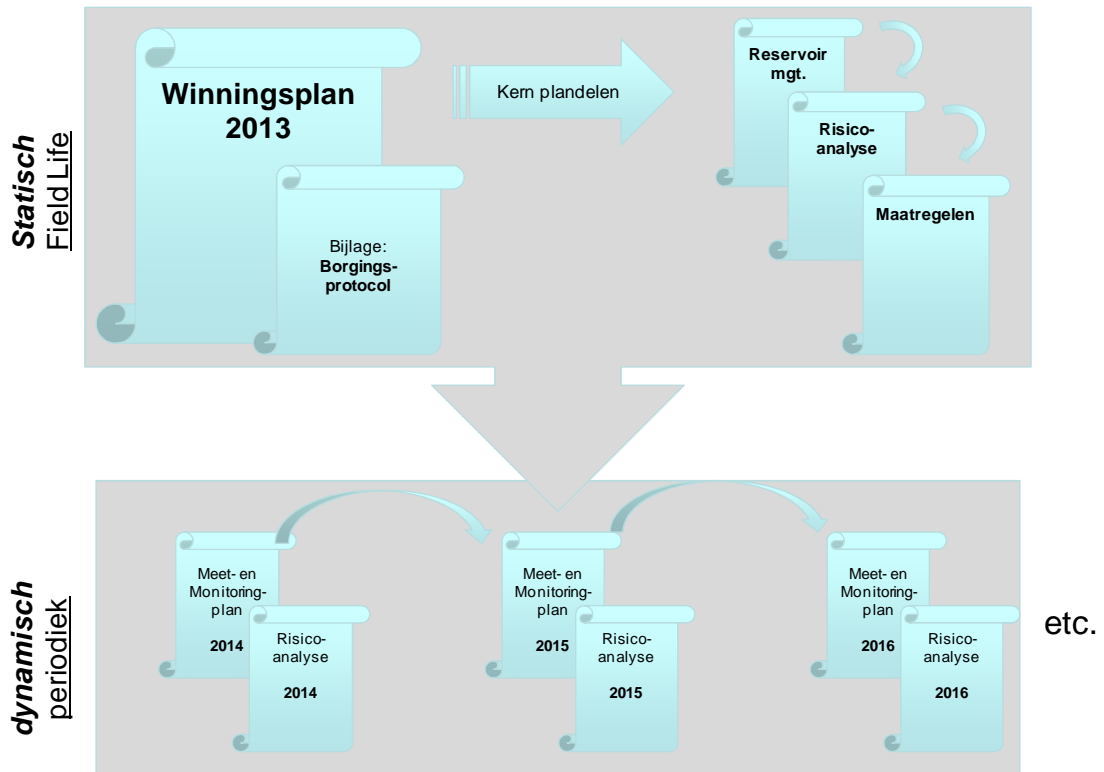 Statisch
Field Life
Winningsplan
2013
Bijlage:
Borgings-
protocol
Kern plandelen
Reservoir
mgt.
Risico-
analyse
Maatregelen
dynamisch
periodiek
Meet- en
Monitoring-
plan
2014
Risico-
analyse
2014
Meet- en
Monitoring-
plan
2015
Risico-
analyse
2015
Meet- en
Monitoring-
plan
2016
Risico-
analyse
2016
etc.